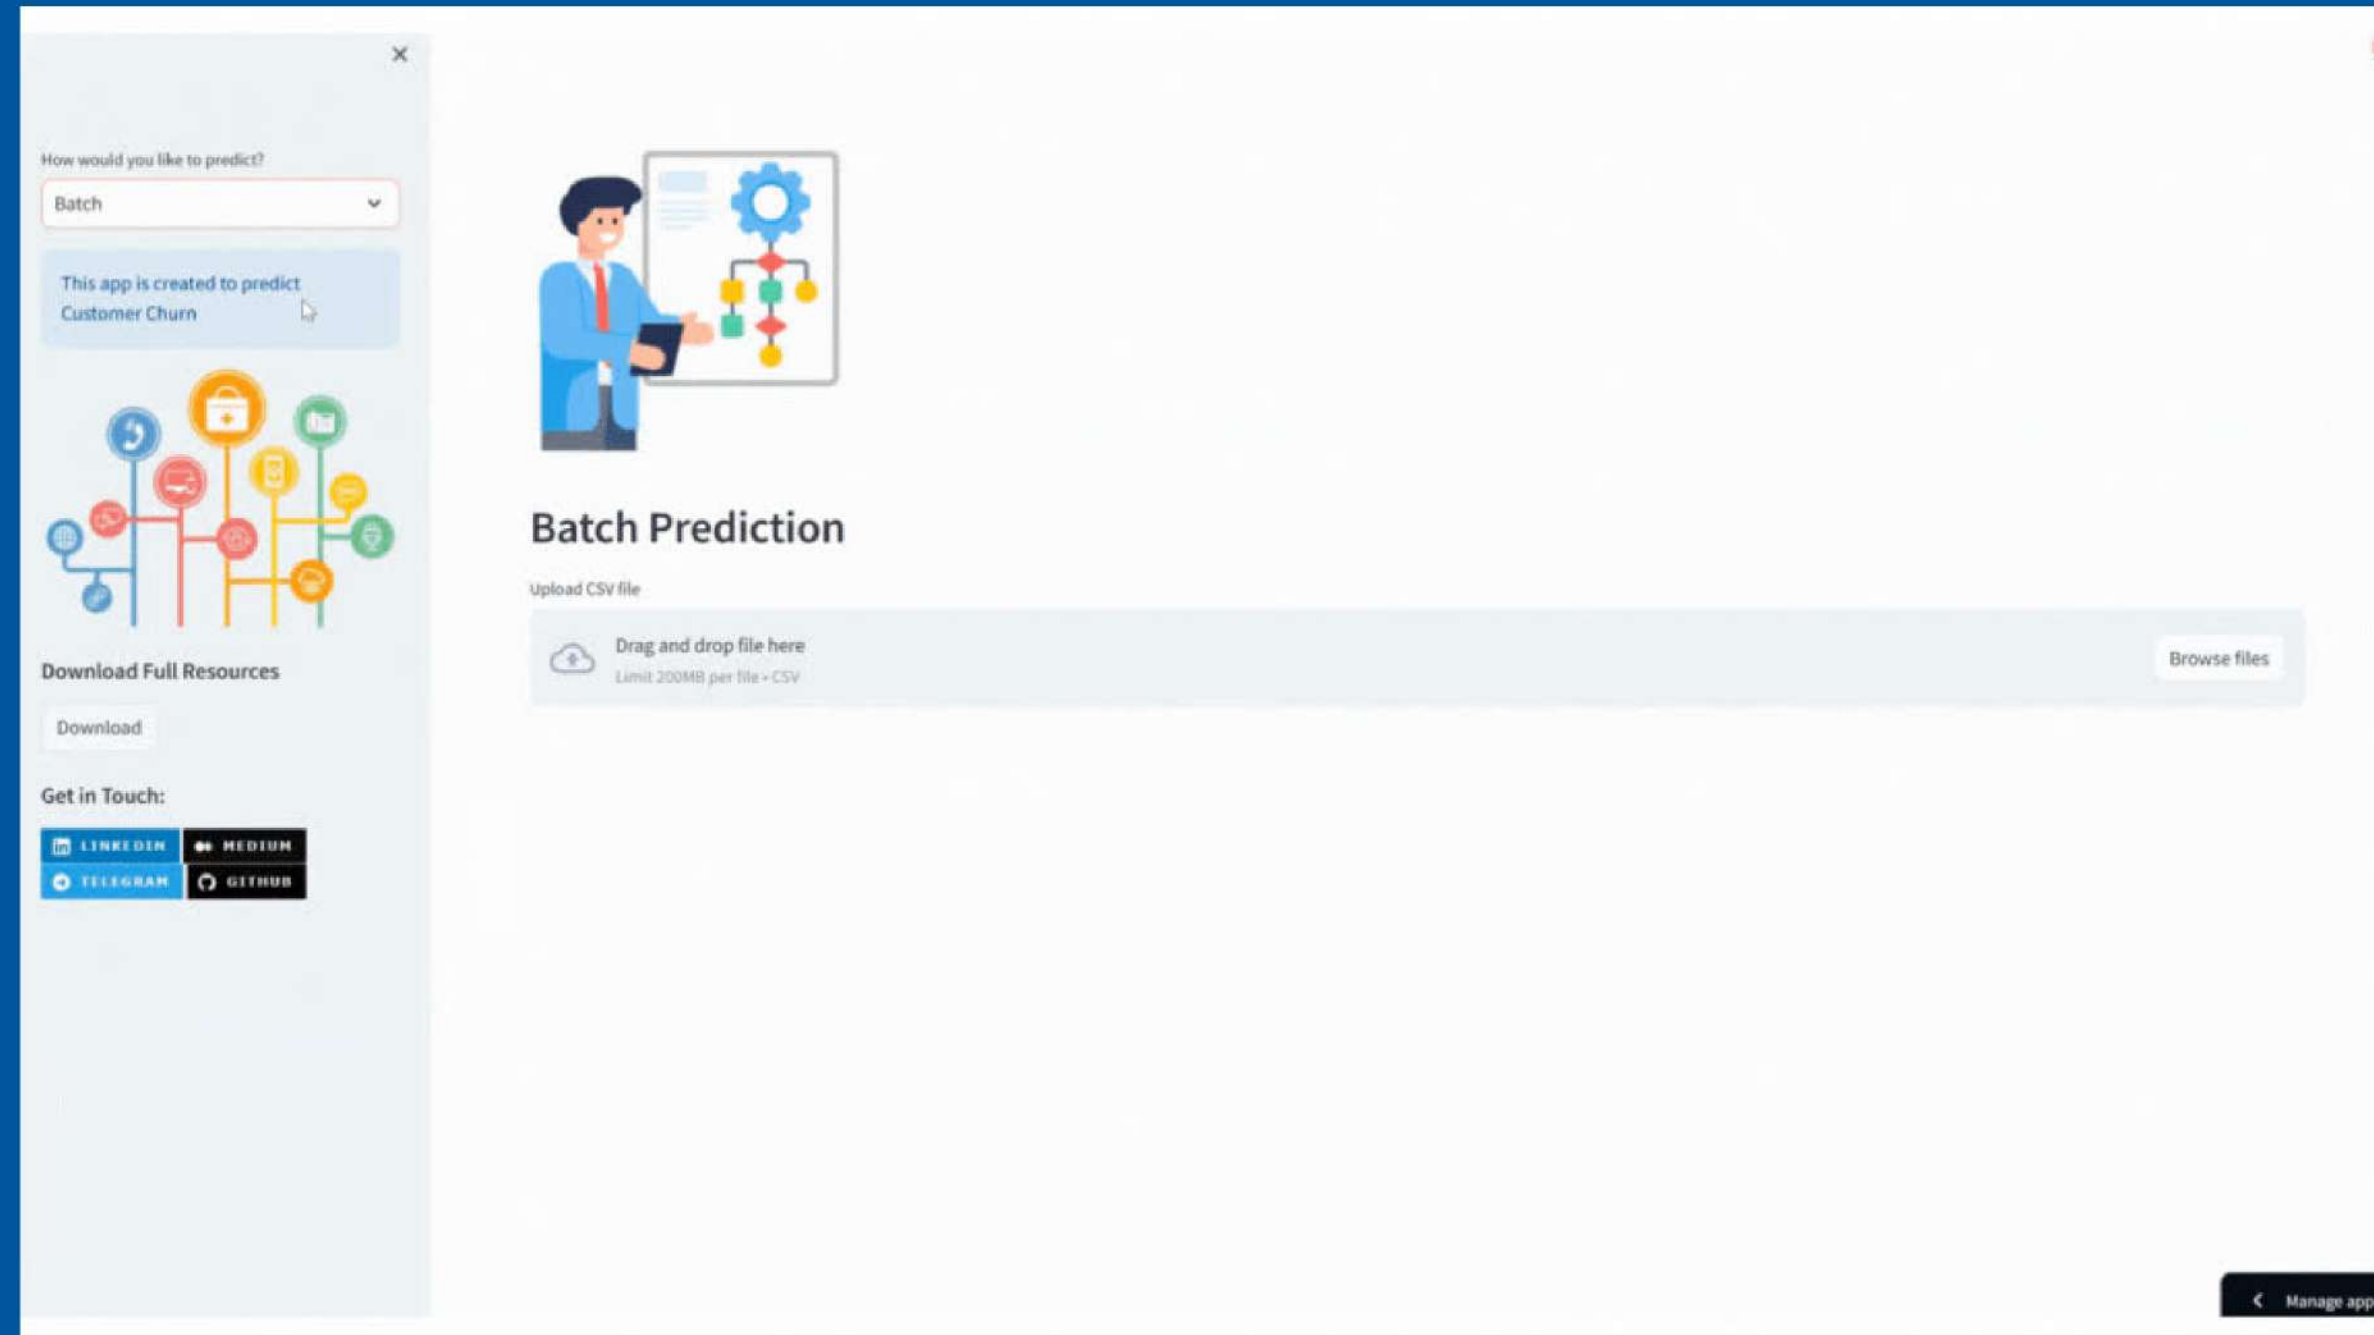 How would you like to predict?
Batch
This app is created to predict
Customer Churn
Download Full Resources
Download
Get in Touch:
LINKEDIN
MEDIUM
TELEGRAM
GITHUB
Batch Prediction
Upload CSV file
Drag and drop file here
Limit 200MB per file • CSV
Browse files
Manage app